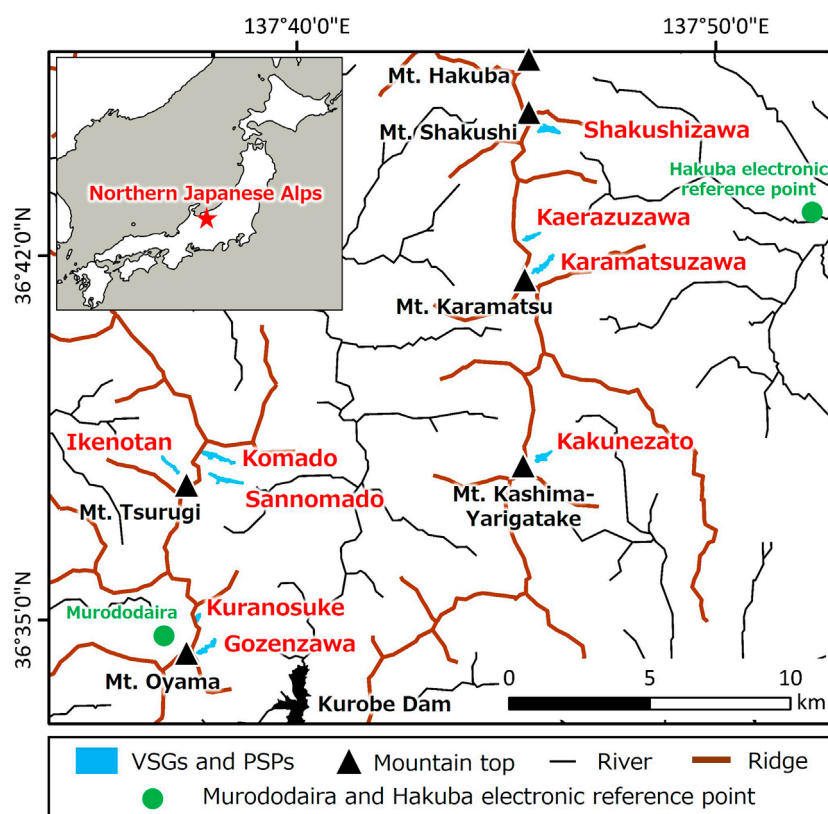 137°40'0"E
137°50'0"E
Mt. Hakuba
Mt. Shakushi
Shakushizawa
Hakuba electronic
reference point
Northern Japanese Alps
Kaerazuzawa
36°42'0"N
Karamatsuzawa
Mt. Karamatsu
Ikenotan
Komado
Kakunezato
Sannomado
Mt. Tsurugi
Mt. Kashima-
Yarigatake
Kuranosuke
Murododaira
36°35'0"N
Gozenzawa
Mt. Oyama
Kurobe Dam
0 5 10
km
VSGs and PSPs
Mountain top
River
Ridge
Murododaira and Hakuba electronic reference point